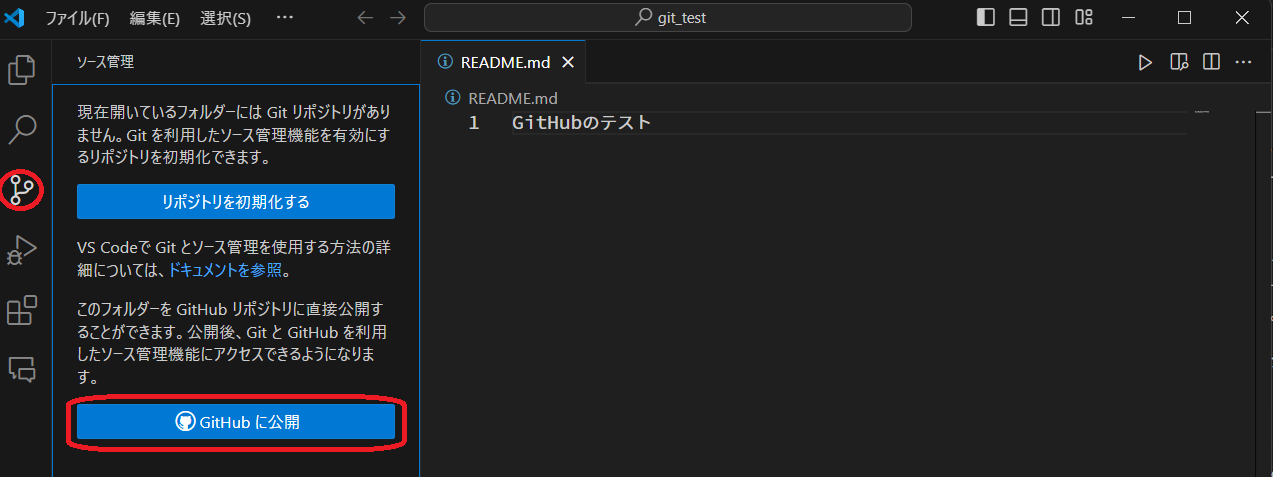 ファイル(F) 編集(E) 選択(S) ··· git_test
ソース管理
現在開いているフォルダーには Git リポジトリがあり
ません。Git を利用したソース管理機能を有効にす
るリポジトリを初期化できます。
リポジトリを初期化する
VS Codeで Git とソース管理を使用する方法の詳
細については、ドキュメントを参照。
このフォルダーを GitHub リポジトリに直接公開す
ることができます。公開後、Git と GitHub を利用
したソース管理機能にアクセスできるようになりま
す。
GitHub に公開
README.md
README.md
1 GitHubのテスト